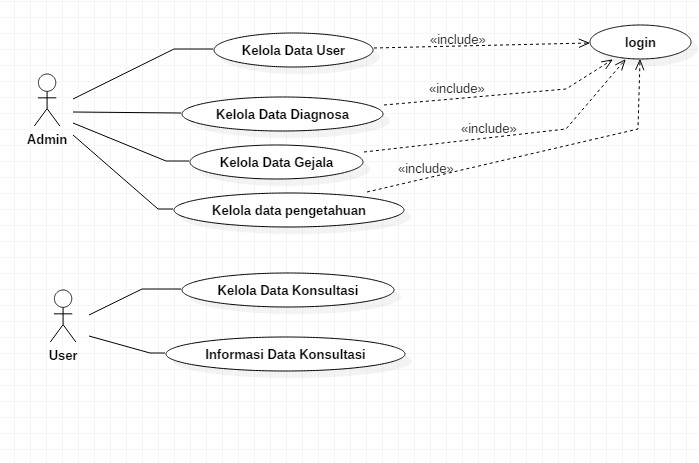 Kelola Data User
«include»
login
Kelola Data Diagnosa
«include»
Admin
Kelola Data Gejala
«include»
Kelola data pengetahuan
«include»
Kelola Data Konsultasi
User
Informasi Data Konsultasi